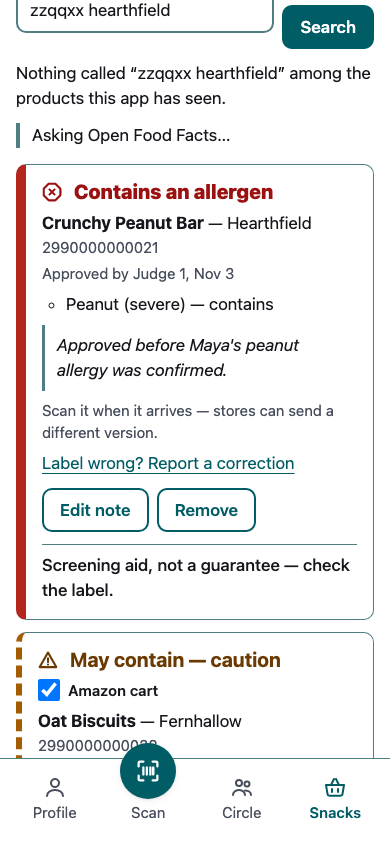 zzqqxx hearthfield
Search
Nothing called “zzqqxx hearthfield” among the
products this app has seen.
Asking Open Food Facts…
Contains an allergen
Crunchy Peanut Bar — Hearthfield
2990000000021
Approved by Judge 1, Nov 3
Peanut (severe) — contains
Approved before Maya's peanut
allergy was confirmed.
Scan it when it arrives — stores can send a
different version.
Label wrong? Report a correction
Edit note
Remove
Screening aid, not a guarantee — check
the label.
May contain — caution
Amazon cart
Oat Biscuits — Fernhallow
Profile
Scan
Circle
Snacks